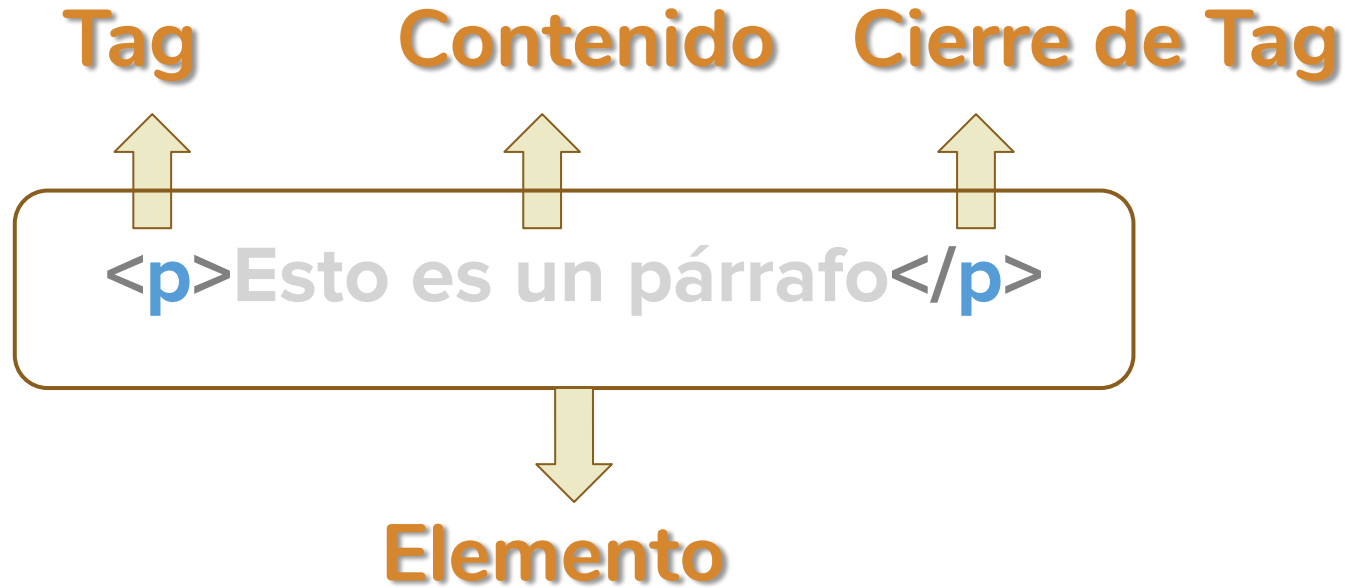 Tag Contenido Cierre de Tag
<p>Esto es un párrafo</p>
Elemento